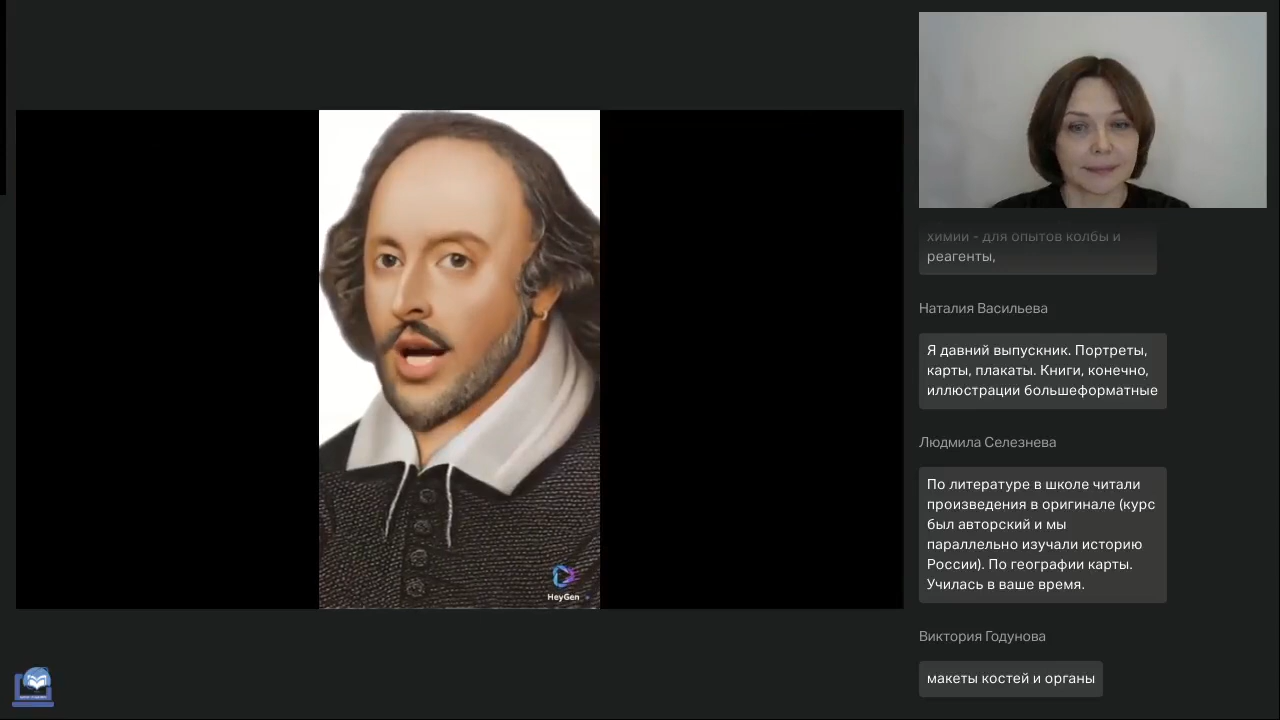 химии - для опытов колбы и
реагенты,
Наталия Васильева
Я давний выпускник. Портреты,
карты, плакаты. Книги, конечно,
иллюстрации большеформатные
Людмила Селезнева
По литературе в школе читали
произведения в оригинале (курс
был авторский и мы
параллельно изучали историю
России). По географии карты.
Училась в ваше время.
Виктория Годунова
макеты костей и органы
HeyGen